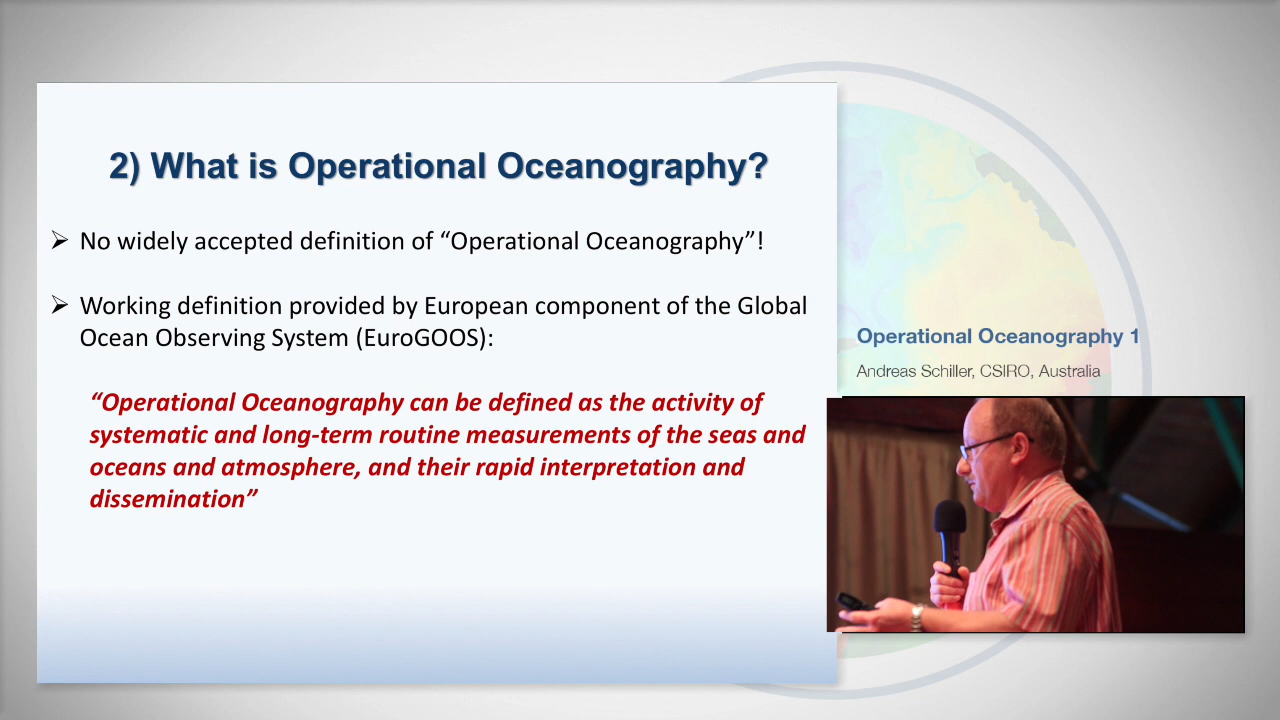 2) What is Operational Oceanography?
➢ No widely accepted definition of “Operational Oceanography”!
➢ Working definition provided by European component of the Global
Ocean Observing System (EuroGOOS):
“Operational Oceanography can be defined as the activity of
systematic and long-term routine measurements of the seas and
oceans and atmosphere, and their rapid interpretation and
dissemination”
Operational Oceanography 1
Andreas Schiller, CSIRO, Australia